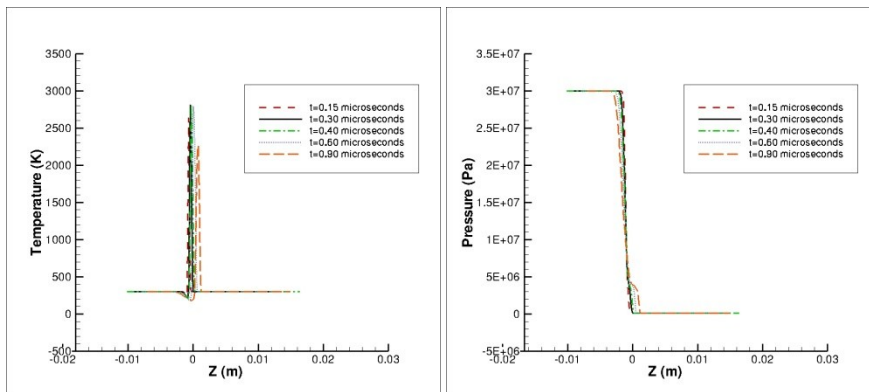 3500
3000
2500
2000
1500
1000
500
0
-500
-0.02
-0.01
0
0.01
0.02
0.03
Temperature (K)
Z (m)
t=0.15 microseconds
t=0.30 microseconds
t=0.40 microseconds
t=0.60 microseconds
t=0.90 microseconds
3.5E+07
3E+07
2.5E+07
2E+07
1.5E+07
1E+07
5E+06
0
-5E+06
-0.02
-0.01
0
0.01
0.02
0.03
Pressure (Pa)
Z (m)
t=0.15 microseconds
t=0.30 microseconds
t=0.40 microseconds
t=0.60 microseconds
t=0.90 microseconds